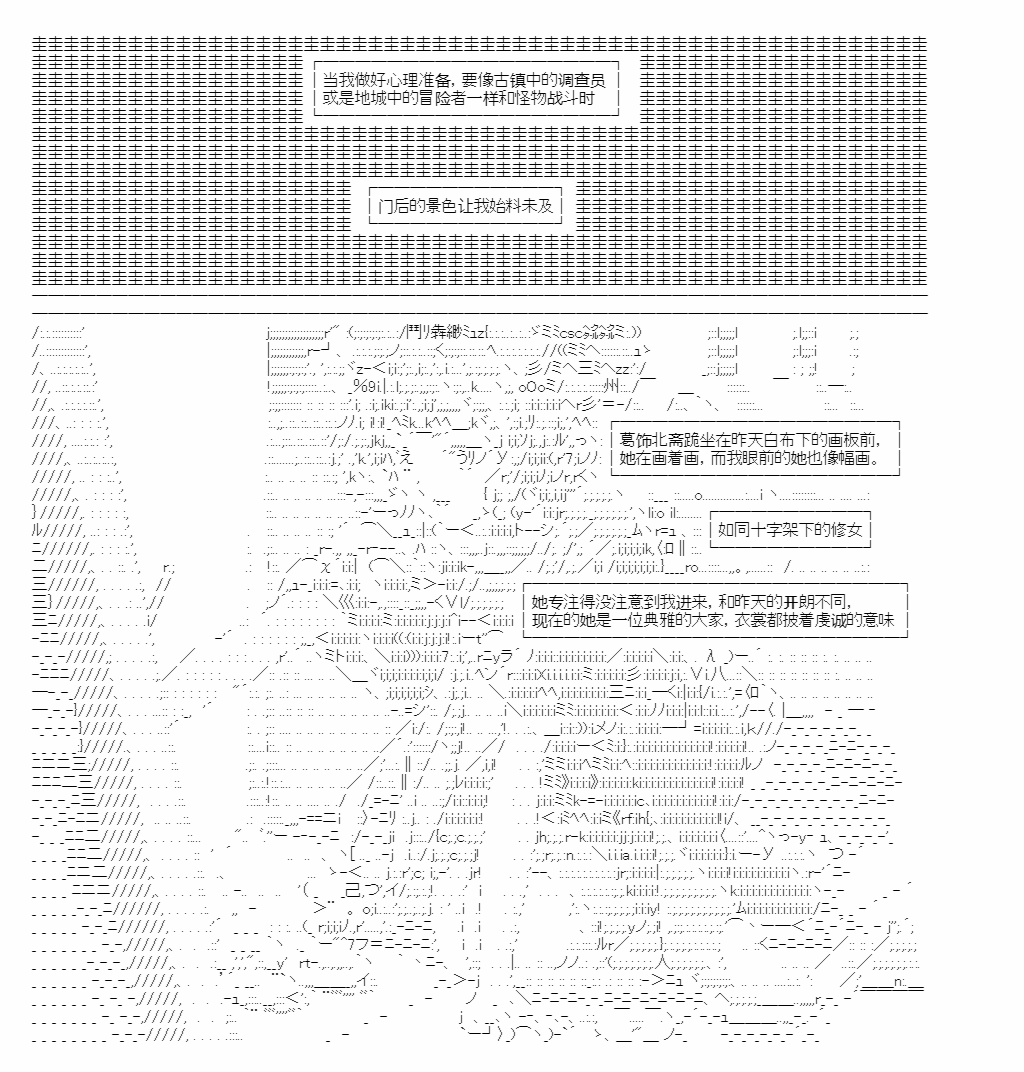 当我做好心理准备，要像古镇中的调查员
或是地城中的冒险者一样和怪物战斗时
门后的景色让我始料未及
葛饰北斋跪坐在昨天白布下的画板前，
她在画着画，而我眼前的她也像幅画。
如同十字架下的修女
她专注得没注意到我进来，和昨天的开朗不同，
现在的她是一位典雅的大家，衣裳都披着虔诚的意味